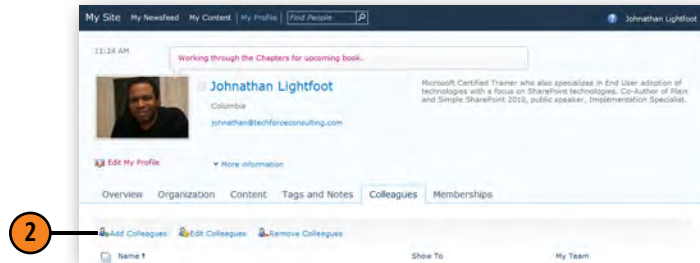 My Site My Newsfeed My Content | My Profile | Find People Johnathan Lightfoot
11:24 AM
Working through the Chapters for upcoming book.
Johnathan Lightfoot
Columbia
johnathan@techforceconsulting.com
Microsoft Certified Trainer who also specializes in End User adoption of
technologies with a focus on SharePoint technologies. Co-Author of Plain
and Simple SharePoint 2010, public speaker, Implementation Specialist.
Edit My Profile More information
Overview Organization Content Tags and Notes Colleagues Memberships
2 Add Colleagues Edit Colleagues Remove Colleagues
Name Show To My Team